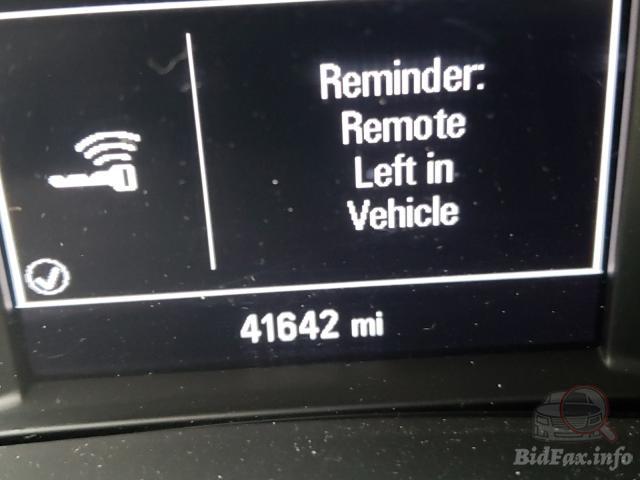 Reminder:
Remote
Left in
Vehicle
41642 mi
BidFax.info